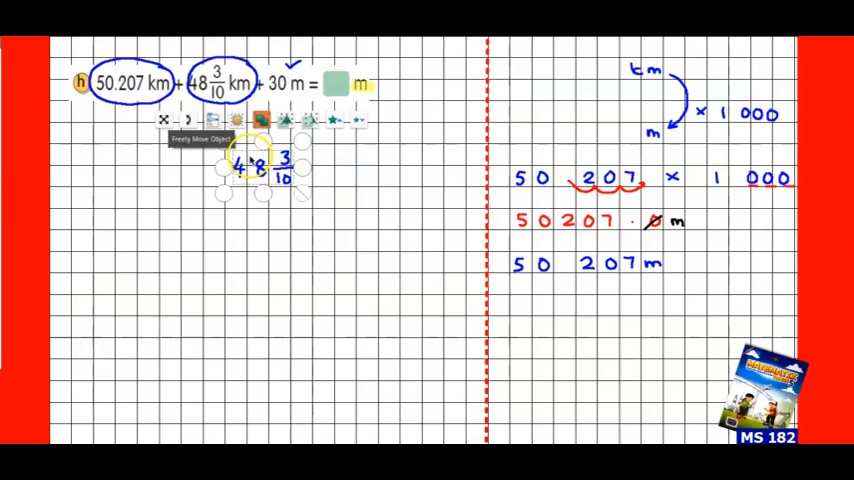 h 50.207 km + 48 3/10 km + 30 m = m
Freely Move Object
48 3/10
km
m
× 1 000
50 207 × 1 000
50207.0 m
50 207 m
MATHEMATICS
MS 182